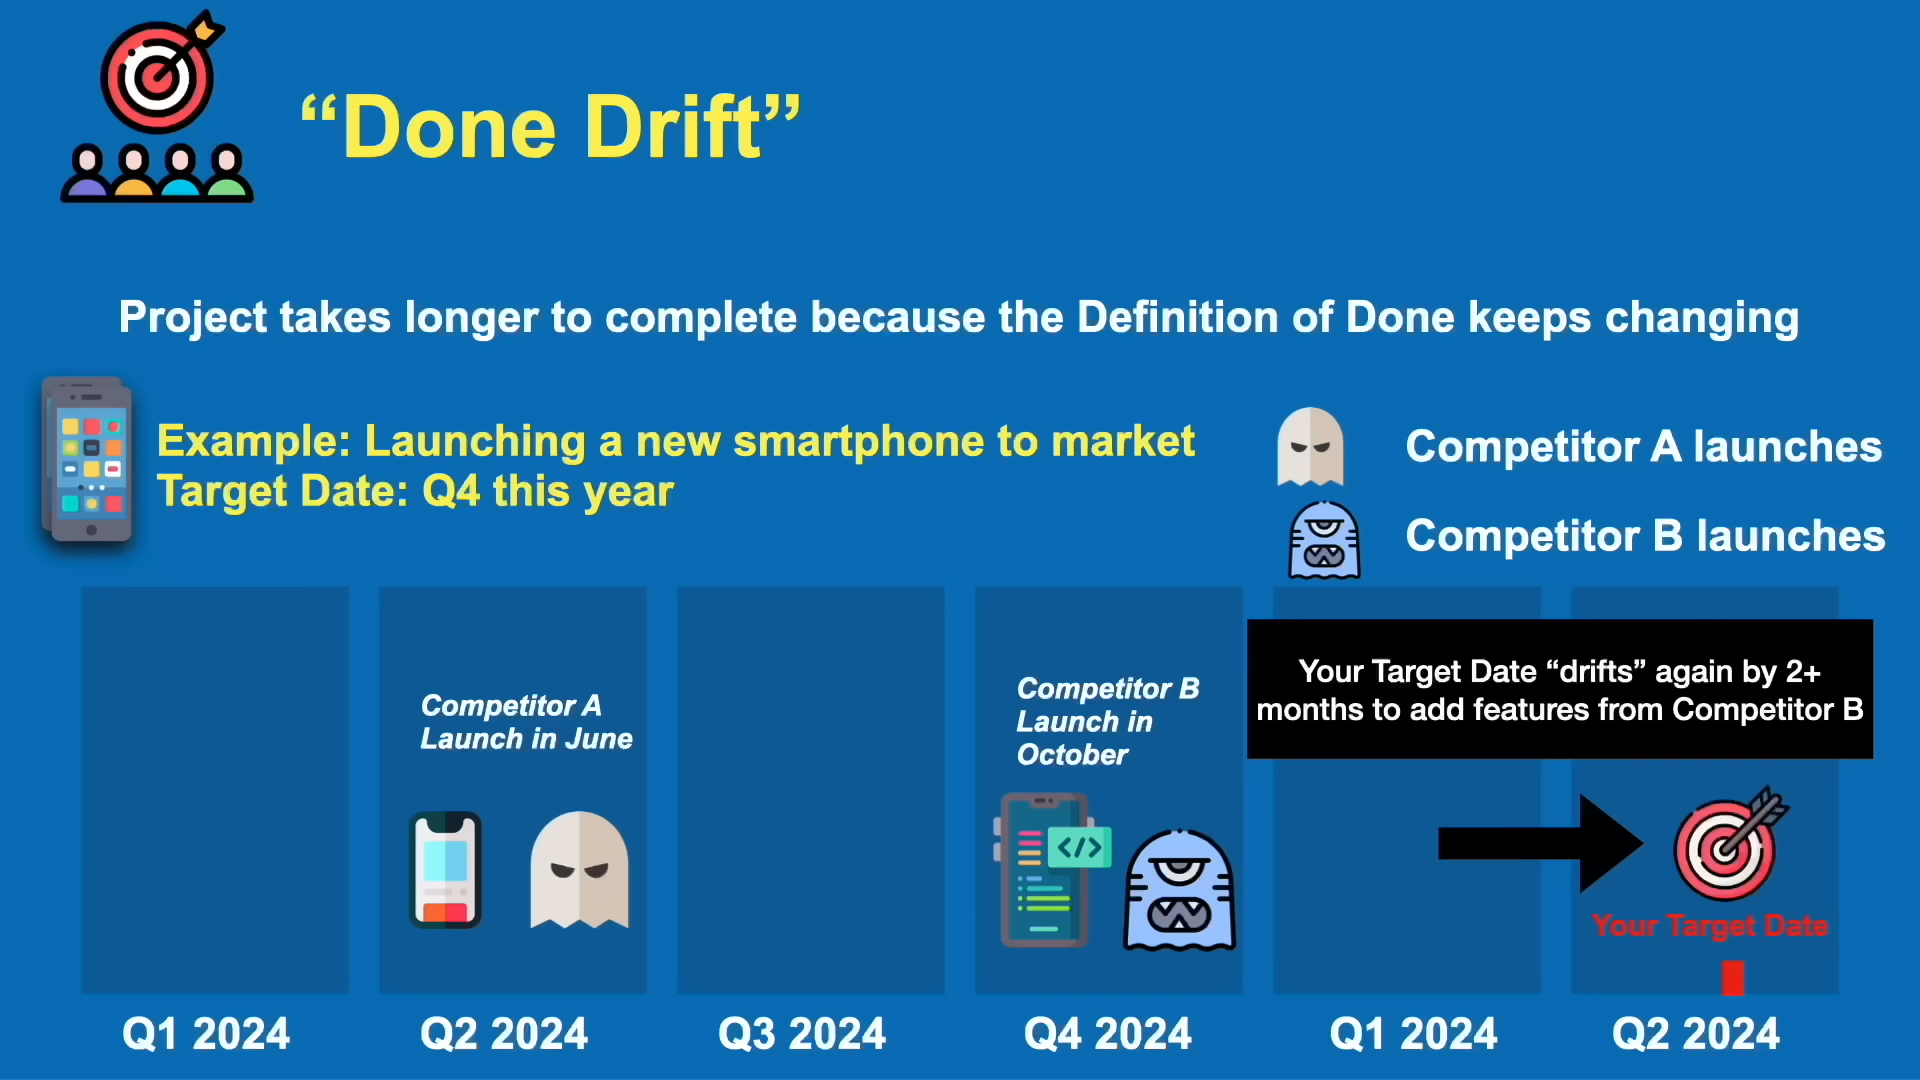 “Done Drift”
Project takes longer to complete because the Definition of Done keeps changing
Example: Launching a new smartphone to market
Target Date: Q4 this year
Competitor A launches
Competitor B launches
Competitor A
Launch in June
Competitor B
Launch in
October
</>
Your Target Date “drifts” again by 2+
months to add features from Competitor B
Your Target Date
Q1 2024
Q2 2024
Q3 2024
Q4 2024
Q1 2024
Q2 2024